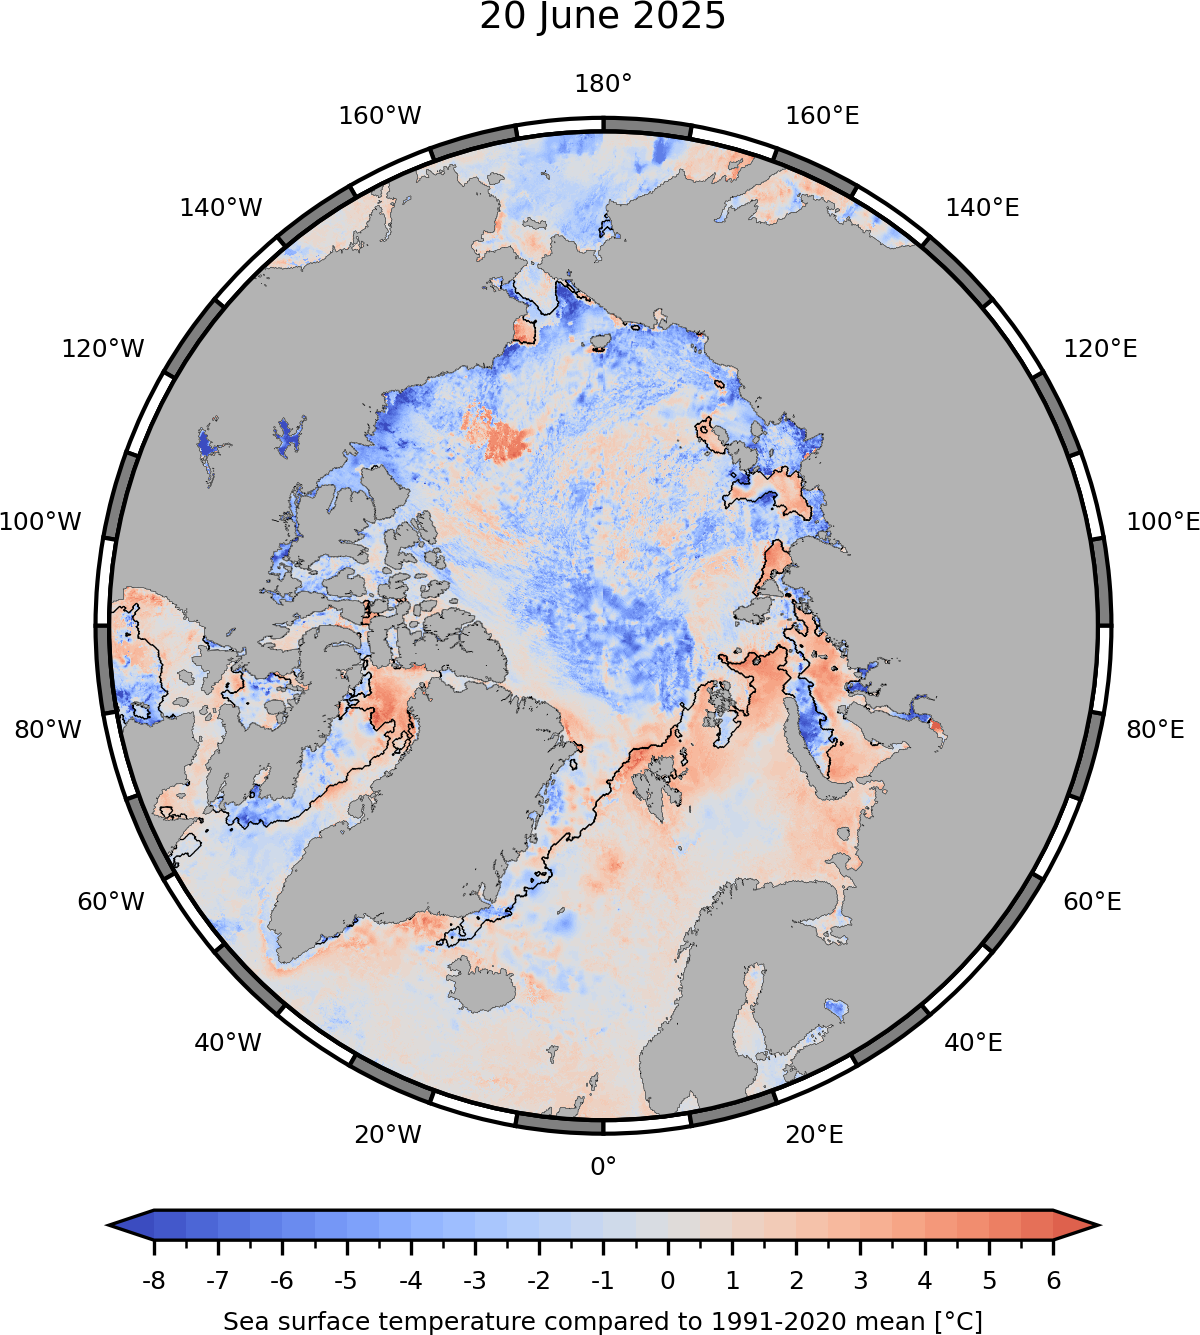 20 June 2025
180°
160°W 160°E
140°W 140°E
120°W 120°E
100°W 100°E
80°W 80°E
60°W 60°E
40°W 40°E
20°W 20°E
0°
-8 -7 -6 -5 -4 -3 -2 -1 0 1 2 3 4 5 6
Sea surface temperature compared to 1991-2020 mean [°C]